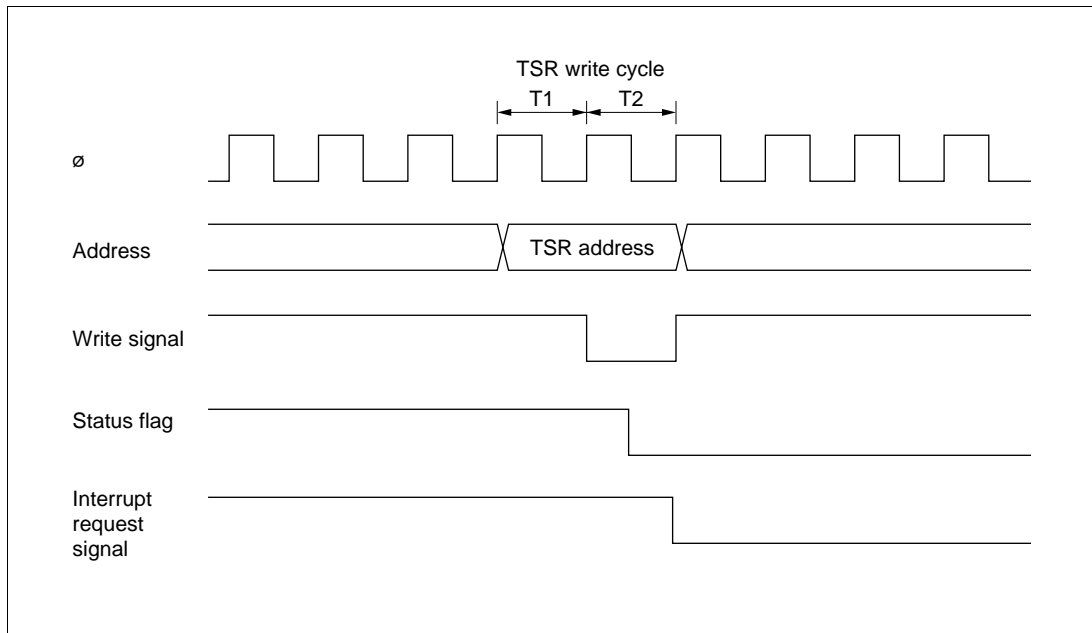 TSR write cycle
T1 T2
ø
Address
TSR address
Write signal
Status flag
Interrupt
request
signal